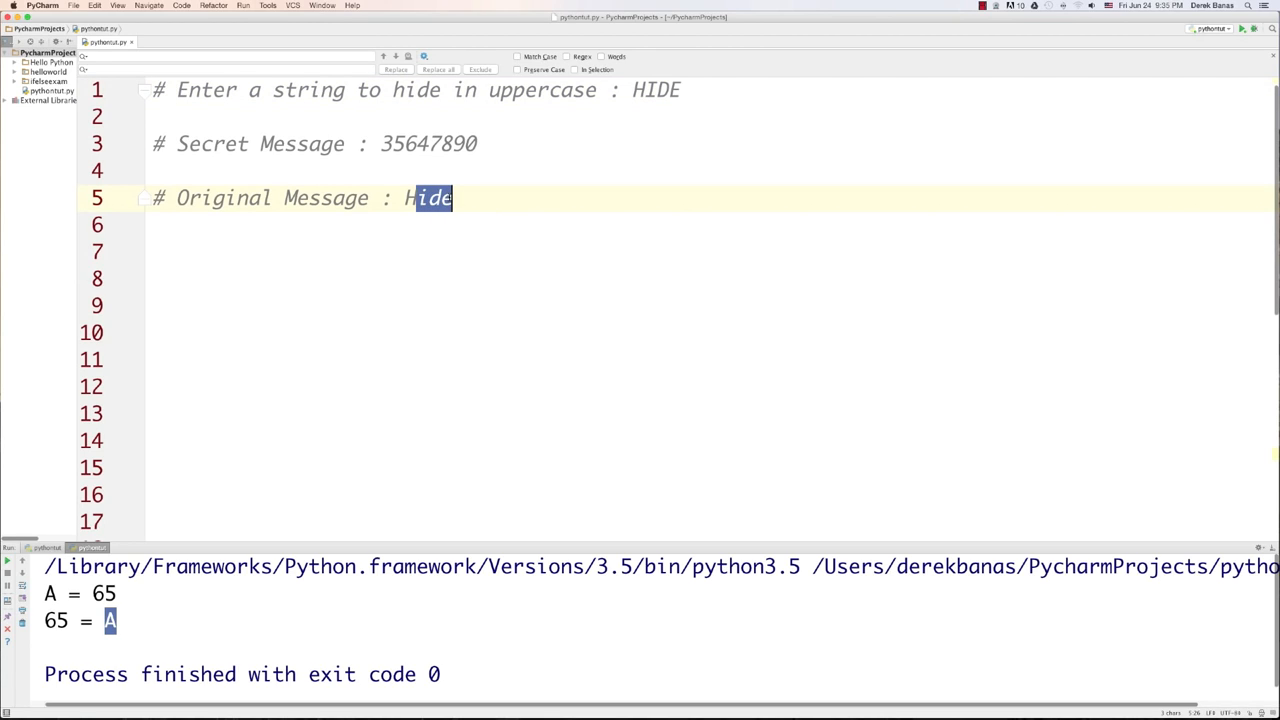 PyCharm File Edit View Navigate Code Refactor Run Tools VCS Window Help 10 Fri Jun 24 9:35 PM Derek Banas
pythontut.py - PycharmProjects - [~/PycharmProjects]
PycharmProjects pythontut.py pythontut
pythontut.py
PycharmProject
Match Case Regex Words
Hello Python
helloworld
Replace Replace all Exclude Preserve Case In Selection
ifelseexam
pythontut.py
External Librarie
1 # Enter a string to hide in uppercase : HIDE
2
3 # Secret Message : 35647890
4
5 # Original Message : Hide
6
7
8
9
10
11
12
13
14
15
16
17
Run: pythontut pythontut
/Library/Frameworks/Python.framework/Versions/3.5/bin/python3.5 /Users/derekbanas/PycharmProjects/pytho
A = 65
65 = A
Process finished with exit code 0
3 chars 5:26 LF÷ UTF-8÷